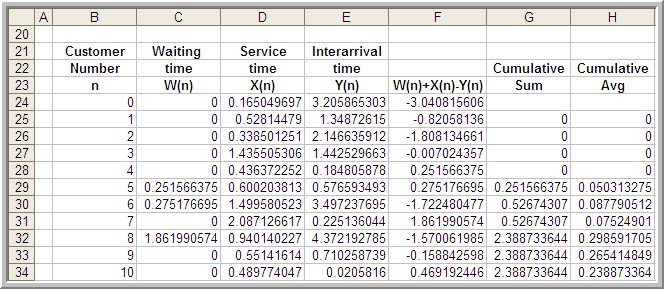 A B C D E F G H
20
21 Customer Waiting Service Interarrival
22 Number time time time Cumulative Cumulative
23 n W(n) X(n) Y(n) W(n)+X(n)-Y(n) Sum Avg
24 0 0 0.165049697 3.205865303 -3.040815606
25 1 0 0.52814479 1.34872615 -0.82058136 0 0
26 2 0 0.338501251 2.146635912 -1.808134661 0 0
27 3 0 1.435505306 1.442529663 -0.007024357 0 0
28 4 0 0.436372252 0.184805878 0.251566375 0 0
29 5 0.251566375 0.600203813 0.576593493 0.275176695 0.251566375 0.050313275
30 6 0.275176695 1.499580523 3.497237695 -1.722480477 0.52674307 0.087790512
31 7 0 2.087126617 0.225136044 1.861990574 0.52674307 0.07524901
32 8 1.861990574 0.940140227 4.372192785 -1.570061985 2.388733644 0.298591705
33 9 0 0.55141614 0.710258739 -0.158842598 2.388733644 0.265414849
34 10 0 0.489774047 0.0205816 0.469192446 2.388733644 0.238873364